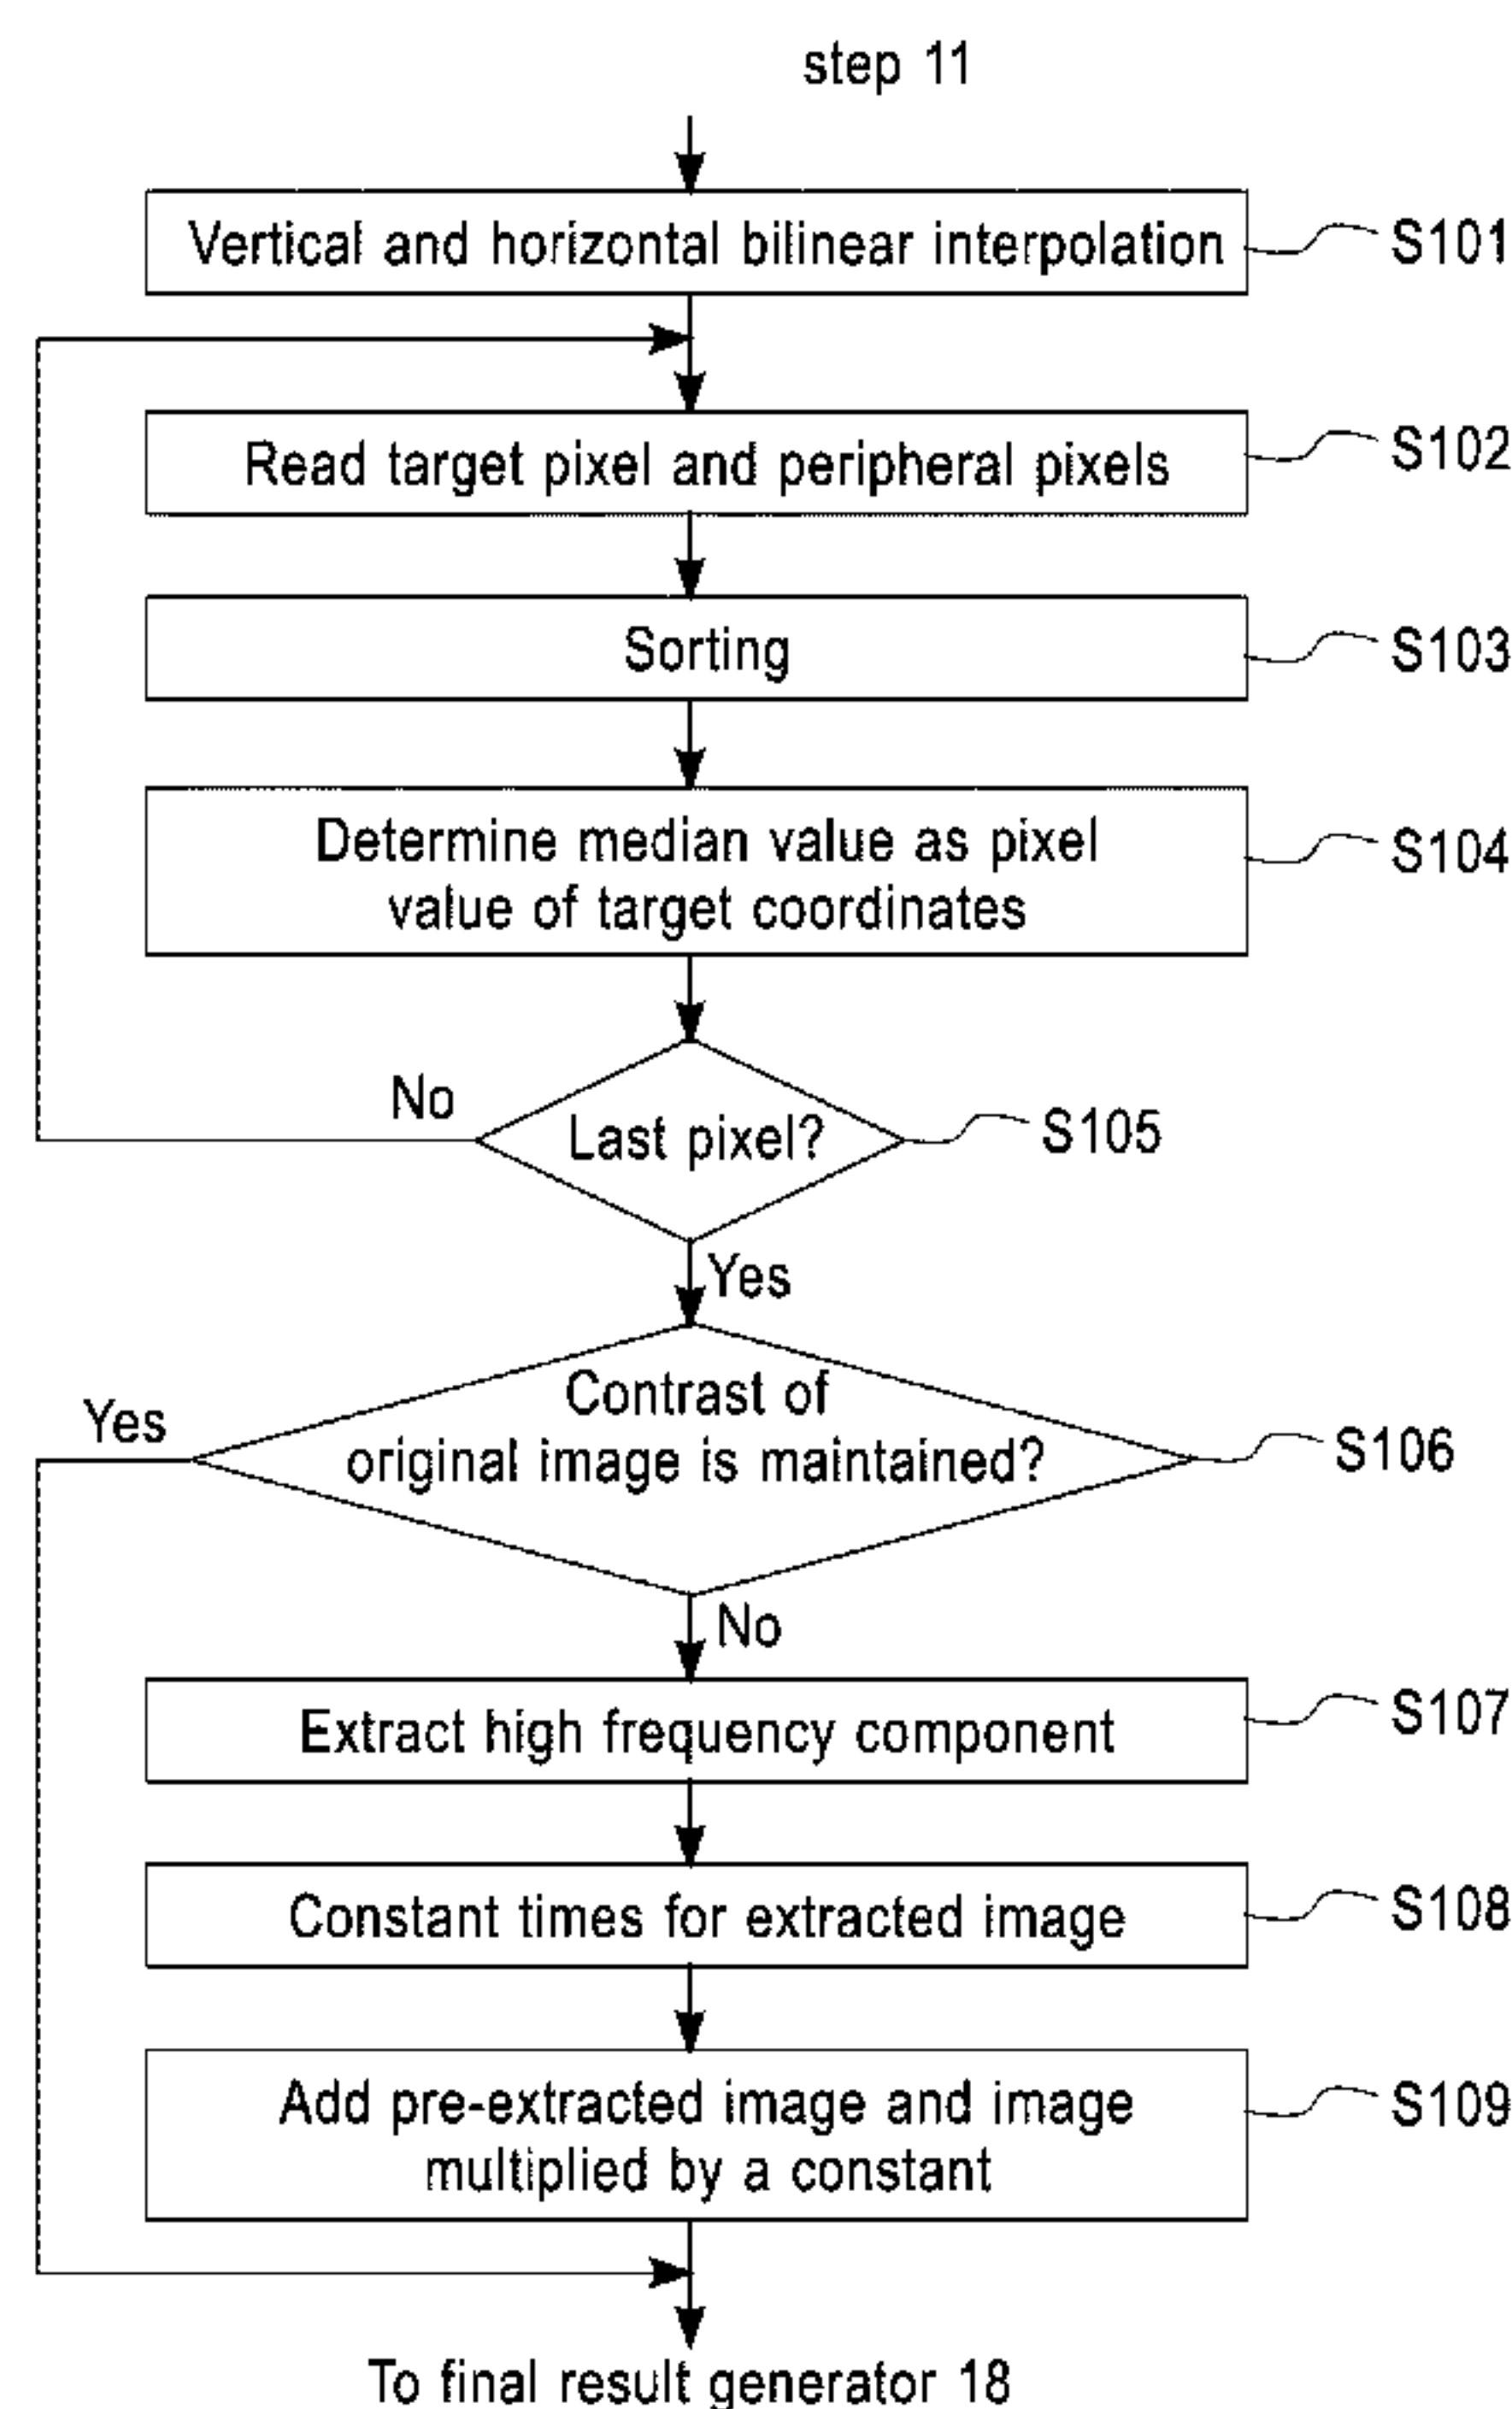 step 11
Vertical and horizontal bilinear interpolation
S101
Read target pixel and peripheral pixels
S102
Sorting
S103
Determine median value as pixel
value of target coordinates
S104
No
Last pixel?
S105
Yes
Yes
Contrast of
original image is maintained?
S106
No
Extract high frequency component
S107
Constant times for extracted image
S108
Add pre-extracted image and image
multiplied by a constant
S109
To final result generator 18